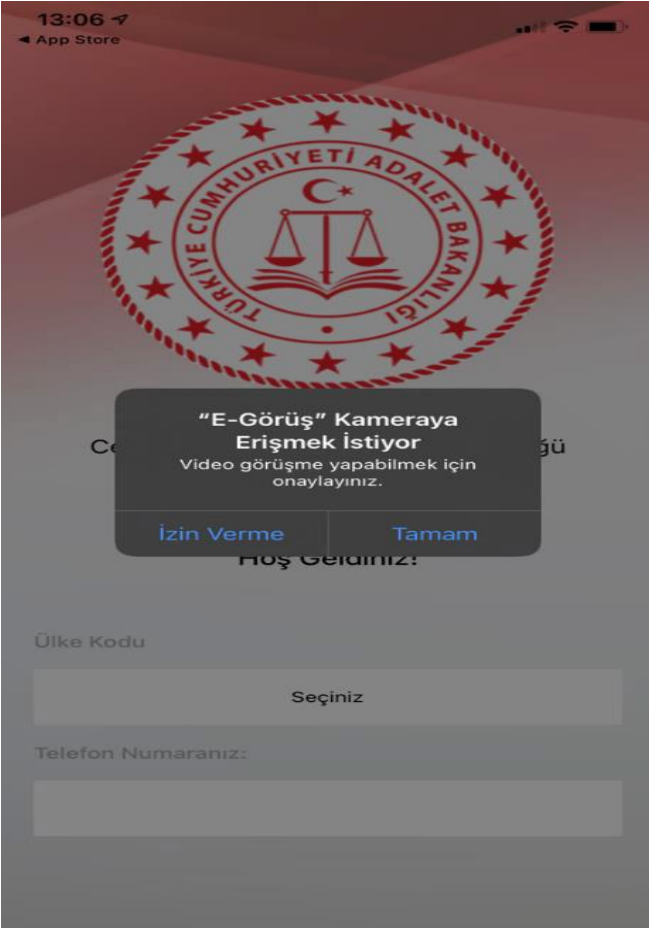 13:06
◀ App Store
TÜRKİYE CUMHURİYETİ ADALET BAKANLIĞI
“E-Görüş” Kameraya
Erişmek İstiyor
Video görüşme yapabilmek için
onaylayınız.
İzin Verme Tamam
Hoş Geldiniz!
Ülke Kodu
Seçiniz
Telefon Numaranız: